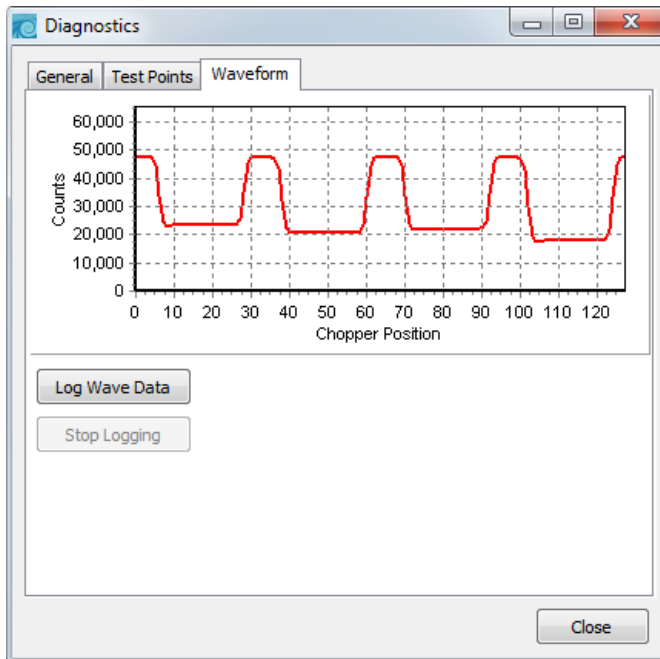 Diagnostics
General Test Points Waveform
60,000
50,000
40,000
30,000
20,000
10,000
0
Counts
0 10 20 30 40 50 60 70 80 90 100 110 120
Chopper Position
Log Wave Data
Stop Logging
Close